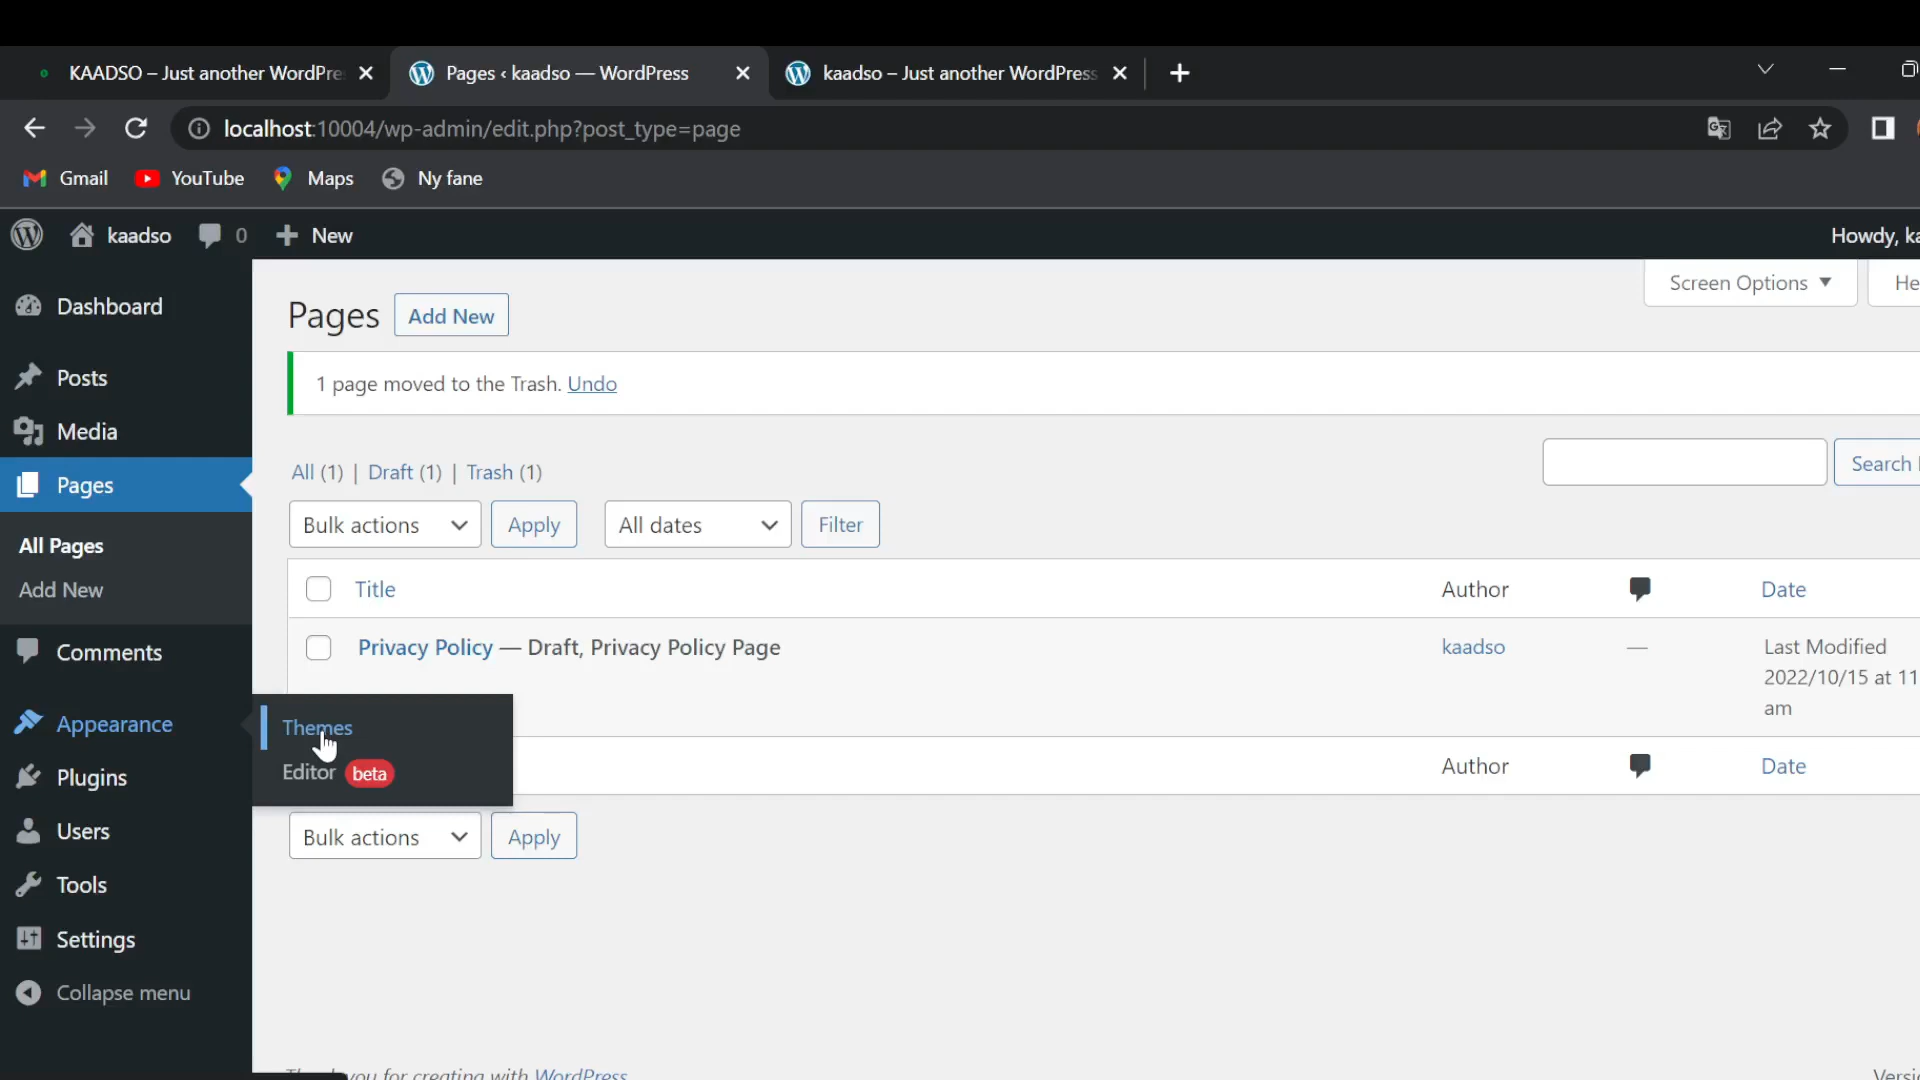 KAADSO – Just another WordPre
Pages ‹ kaadso — WordPress
kaadso – Just another WordPress
localhost:10004/wp-admin/edit.php?post_type=page
Gmail
YouTube
Maps
Ny fane
kaadso
0
New
Howdy, ka
Dashboard
Posts
Media
Pages
All Pages
Add New
Comments
Appearance
Plugins
Users
Tools
Settings
Collapse menu
Themes
Editor beta
Screen Options
He
Pages
Add New
1 page moved to the Trash. Undo
All (1) | Draft (1) | Trash (1)
Search
Bulk actions
Apply
All dates
Filter
Title
Author
Date
Privacy Policy — Draft, Privacy Policy Page
kaadso
—
Last Modified
2022/10/15 at 11
am
Author
Date
Bulk actions
Apply
you for creating with WordPress